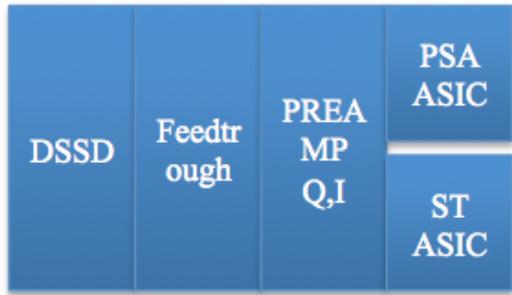 DSSD
Feedtr
ough
PREA
MP
Q,I
PSA
ASIC
ST
ASIC